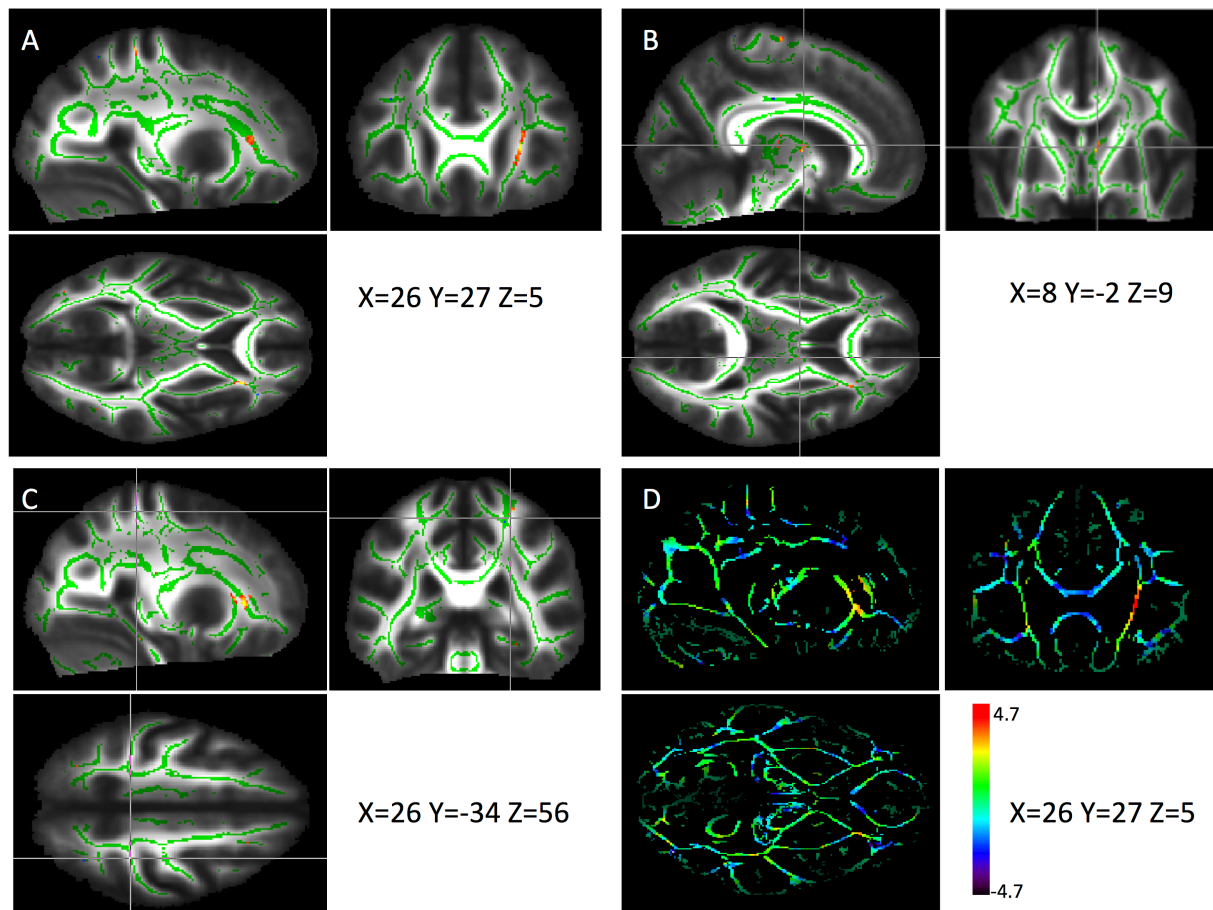 A
B
X=26 Y=27 Z=5
X=8 Y=-2 Z=9
C
D
X=26 Y=-34 Z=56
4.7
X=26 Y=27 Z=5
-4.7